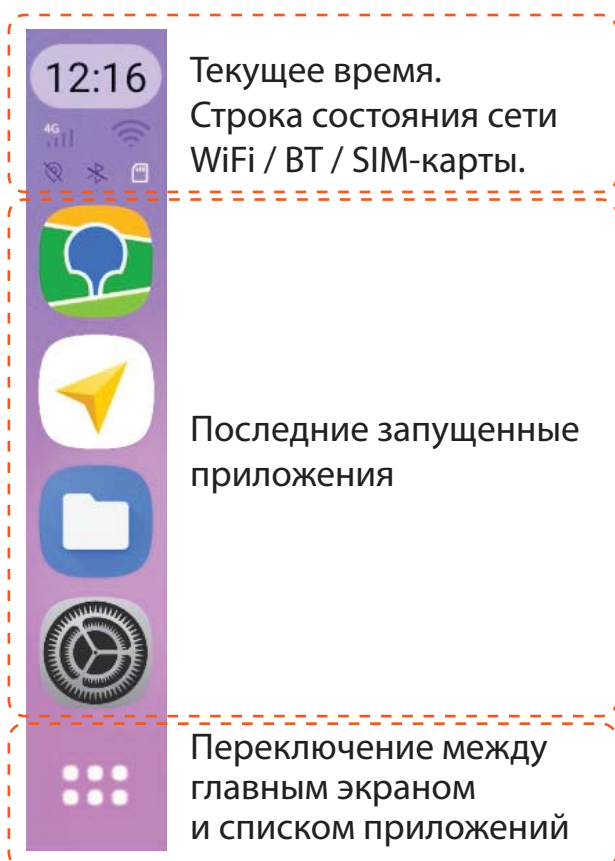 12:16
4G
Текущее время.
Строка состояния сети
WiFi / BT / SIM-карты.
Последние запущенные
приложения
Переключение между
главным экраном
и списком приложений